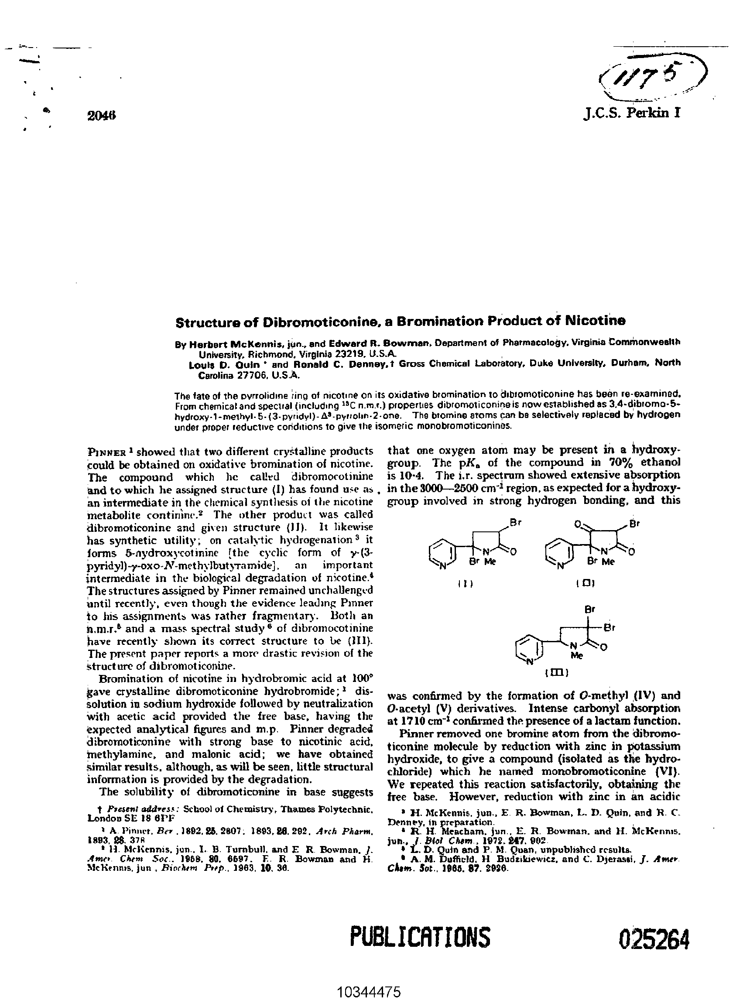 1175
2046
J.C.S. Perkin I
Structure of Dibromoticonine, a Bromination Product of Nicotine
By Herbert McKennis, jun., and Edward R. Bowman, Department of Pharmacology, Virginia Commonwealth
University, Richmond, Virginia 23219, U.S.A.
Louis D. Quin * and Ronald C. Denney,† Gross Chemical Laboratory, Duke University, Durham, North
Carolina 27706, U.S.A.
The fate of the pyrrolidine ring of nicotine on its oxidative bromination to dibromoticonine has been re-examined.
From chemical and spectral (including ¹³C n.m.r.) properties dibromoticonine is now established as 3,4-dibromo-5-
hydroxy-1-methyl-5-(3-pyridyl)-Δ³-pyrrolin-2-one. The bromine atoms can be selectively replaced by hydrogen
under proper reductive conditions to give the isomeric monobromoticonines.
PINNER ¹ showed that two different crystalline products
could be obtained on oxidative bromination of nicotine.
The compound which he called dibromocotinine
and to which he assigned structure (I) has found use as
an intermediate in the chemical synthesis of the nicotine
metabolite continine.² The other product was called
dibromoticonine and given structure (II). It likewise
has synthetic utility; on catalytic hydrogenation ³ it
forms 5-hydroxycotinine [the cyclic form of γ-(3-
pyridyl)-γ-oxo-N-methylbutyramide], an important
intermediate in the biological degradation of nicotine.⁴
The structures assigned by Pinner remained unchallenged
until recently, even though the evidence leading Pinner
to his assignments was rather fragmentary. Both an
n.m.r.⁵ and a mass spectral study ⁶ of dibromocotinine
have recently shown its correct structure to be (III).
The present paper reports a more drastic revision of the
structure of dibromoticonine.
Bromination of nicotine in hydrobromic acid at 100°
gave crystalline dibromoticonine hydrobromide; ¹ dis-
solution in sodium hydroxide followed by neutralization
with acetic acid provided the free base, having the
expected analytical figures and m.p. Pinner degraded
dibromoticonine with strong base to nicotinic acid,
methylamine, and malonic acid; we have obtained
similar results, although, as will be seen, little structural
information is provided by the degradation.
The solubility of dibromoticonine in base suggests
† Present address: School of Chemistry, Thames Polytechnic,
London SE 18 6PF
¹ A. Pinner, Ber, 1892, 25, 2807; 1893, 26, 292, Arch Pharm,
1893, 28, 378
² H. McKennis, jun., L. B. Turnbull, and E. R. Bowman, J.
Amer. Chem Soc., 1959, 80, 6597. E. R. Bowman and H.
McKennis, jun, Biochem Prep., 1963, 10, 36.
that one oxygen atom may be present in a hydroxy-
group. The pKa of the compound in 70% ethanol
is 10·4. The i.r. spectrum showed extensive absorption
in the 3000—2500 cm⁻¹ region, as expected for a hydroxy-
group involved in strong hydrogen bonding, and this
Br
N O
Br Me
N
(I)
O Br
N O
Br Me
N
(II)
Br
Br
N O
Me
N
(III)
was confirmed by the formation of O-methyl (IV) and
O-acetyl (V) derivatives. Intense carbonyl absorption
at 1710 cm⁻¹ confirmed the presence of a lactam function.
Pinner removed one bromine atom from the dibromo-
ticonine molecule by reduction with zinc in potassium
hydroxide, to give a compound (isolated as the hydro-
chloride) which he named monobromoticonine (VI).
We repeated this reaction satisfactorily, obtaining the
free base. However, reduction with zinc in an acidic
³ H. McKennis, jun., E. R. Bowman, L. D. Quin, and R. C.
Denney, in preparation.
⁴ R. H. Meacham, jun., E. R. Bowman, and H. McKennis,
jun., J. Biol Chem., 1972, 247, 902.
⁵ L. D. Quin and P. M. Quan, unpublished results.
⁶ A. M. Duffield, H. Budzikiewicz, and C. Djerassi, J. Amer.
Chem. Soc., 1965, 87, 2926.
PUBLICATIONS
025264
10344475